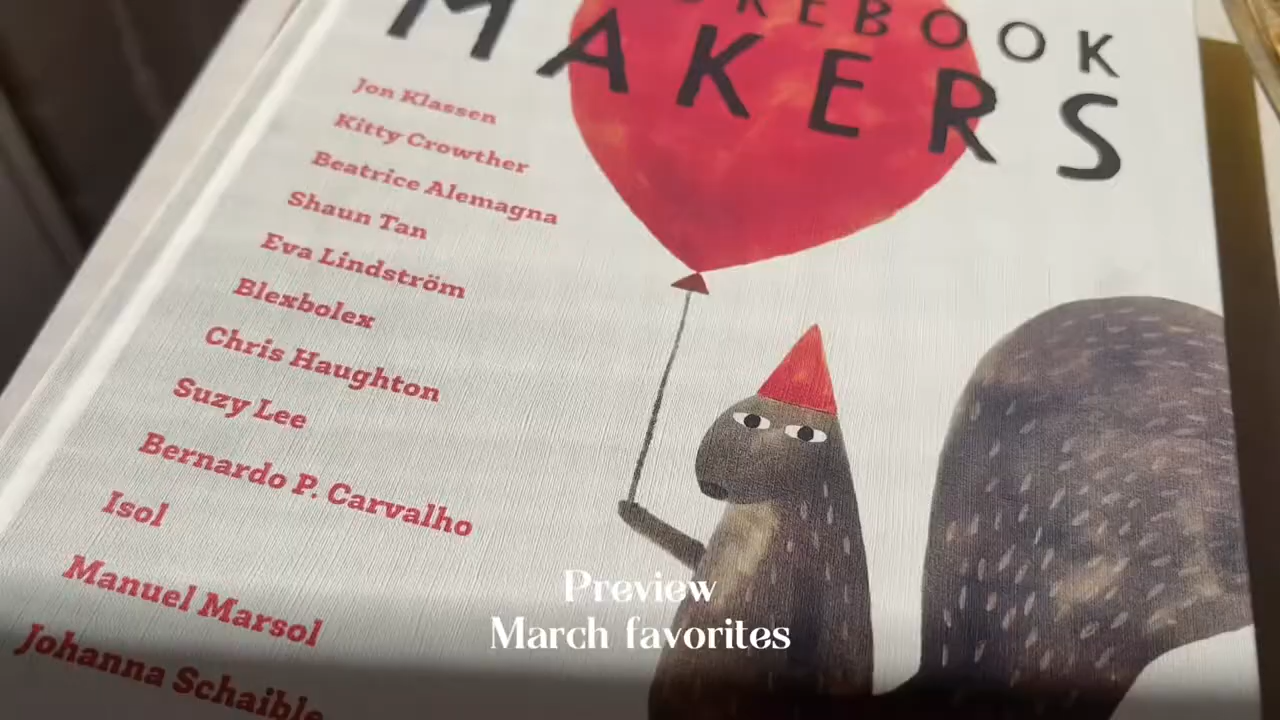 MAKERS
Jon Klassen
Kitty Crowther
Beatrice Alemagna
Shaun Tan
Eva Lindström
Blexbolex
Chris Haughton
Suzy Lee
Bernardo P. Carvalho
Isol
Manuel Marsol
Johanna Schaible
Preview
March favorites